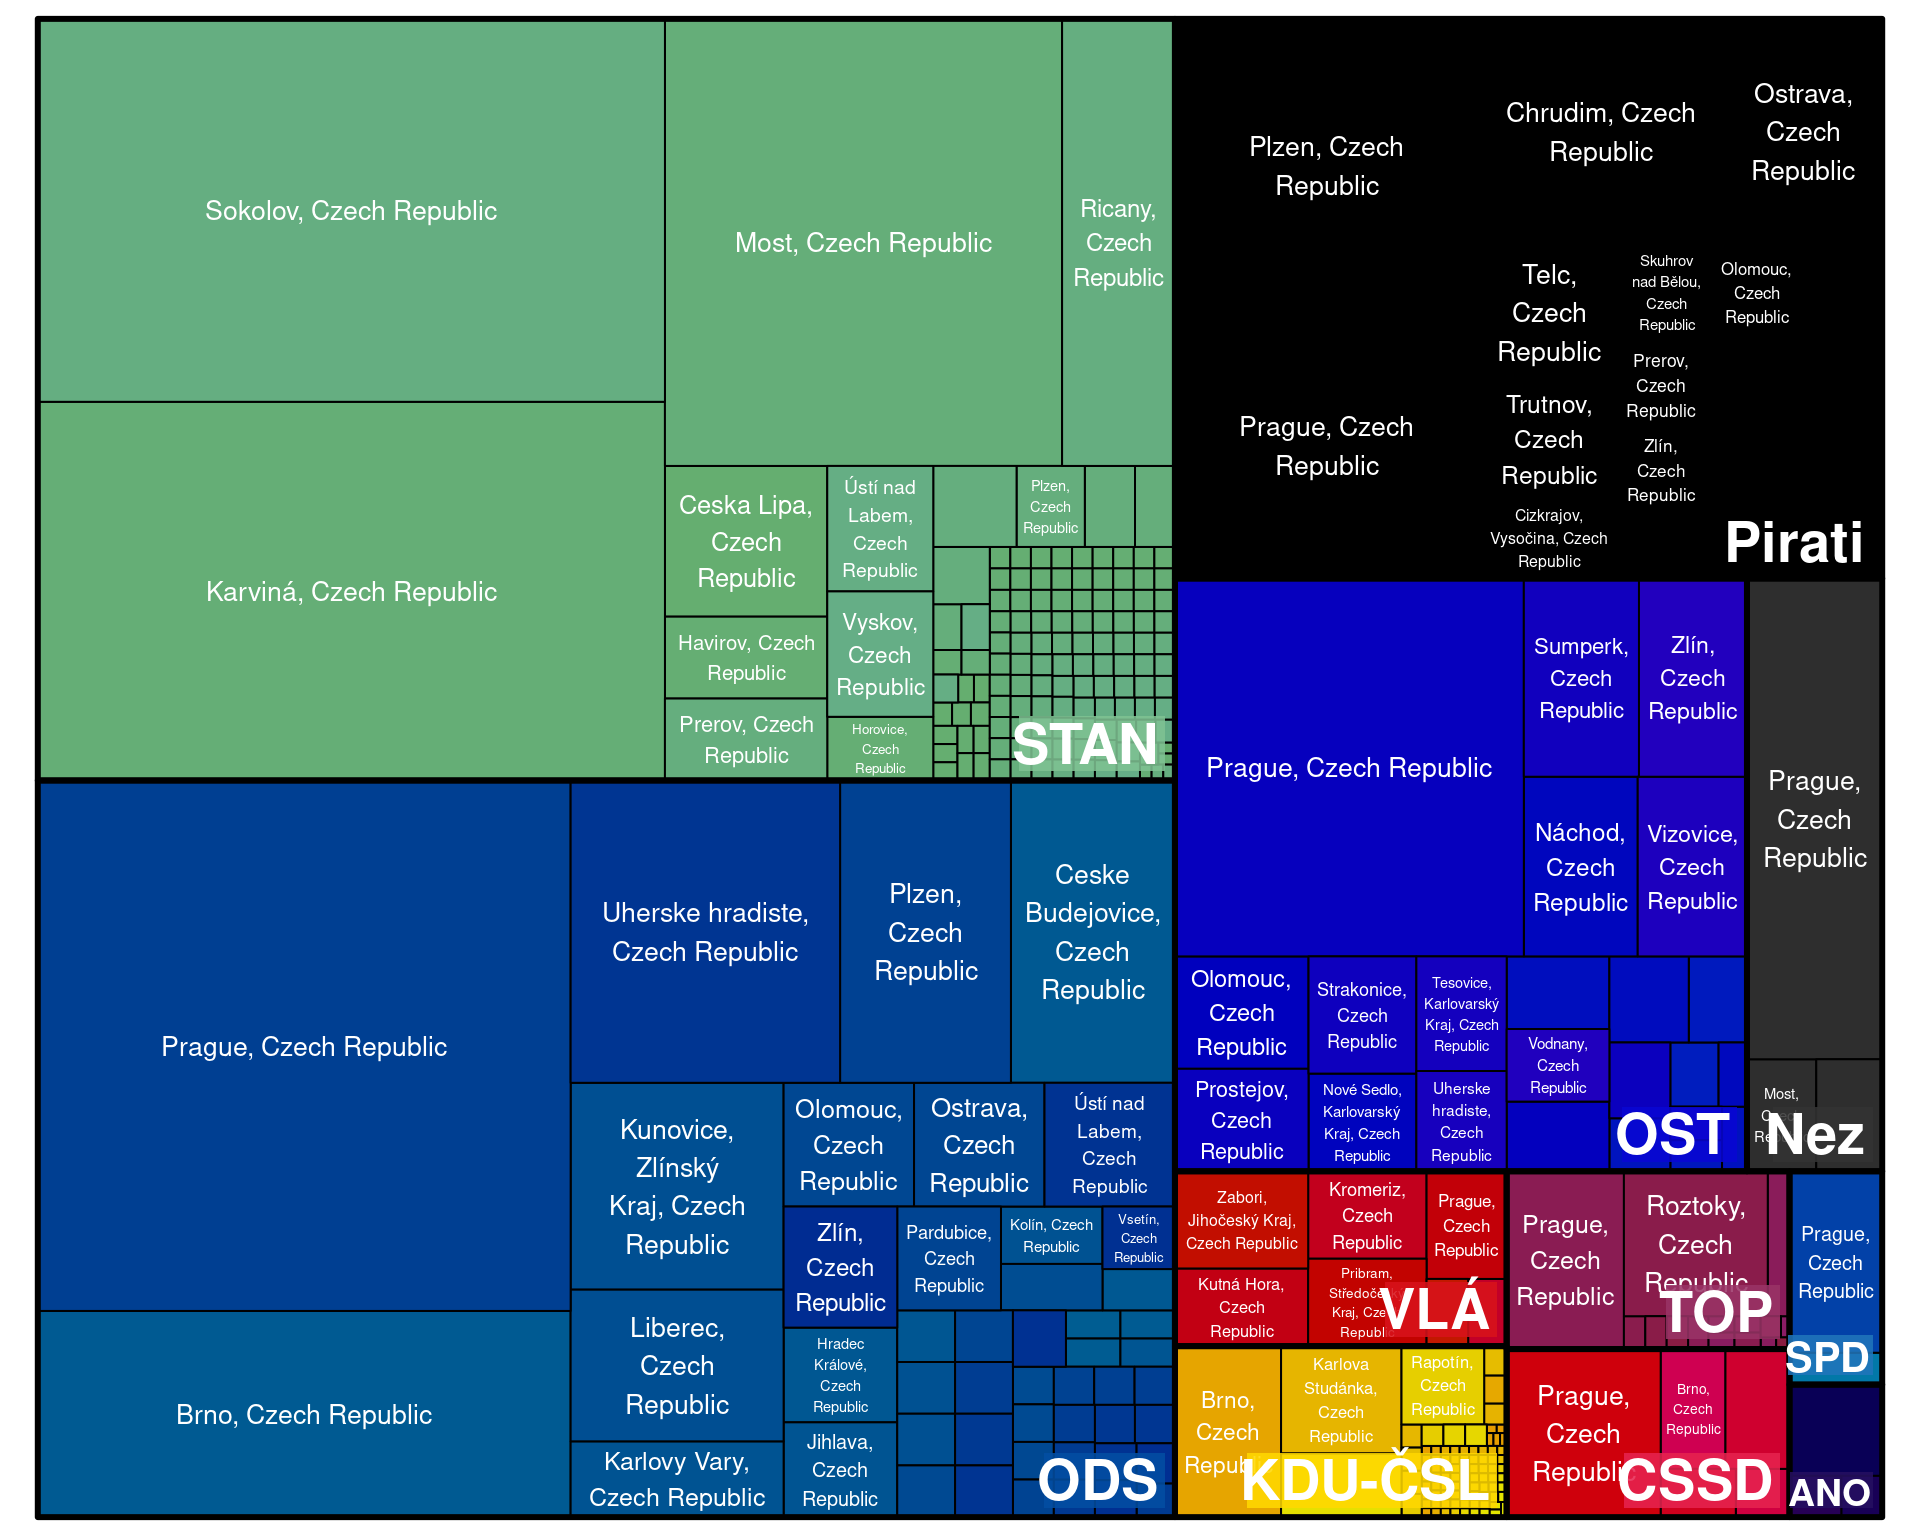 Sokolov, Czech Republic
Karviná, Czech Republic
Most, Czech Republic
Ricany,
Czech
Republic
Ceska Lipa,
Czech
Republic
Havirov, Czech
Republic
Prerov, Czech
Republic
Ústí nad
Labem,
Czech
Republic
Vyskov,
Czech
Republic
Horovice,
Czech
Republic
Plzen,
Czech
Republic
STAN
Plzen, Czech
Republic
Prague, Czech
Republic
Chrudim, Czech
Republic
Ostrava,
Czech
Republic
Telc,
Czech
Republic
Trutnov,
Czech
Republic
Cizkrajov,
Vysočina, Czech
Republic
Skuhrov
nad Bělou,
Czech
Republic
Prerov,
Czech
Republic
Zlín,
Czech
Republic
Olomouc,
Czech
Republic
Pirati
Prague, Czech Republic
Brno, Czech Republic
Uherske hradiste,
Czech Republic
Plzen,
Czech
Republic
Ceske
Budejovice,
Czech
Republic
Kunovice,
Zlínský
Kraj, Czech
Republic
Liberec,
Czech
Republic
Karlovy Vary,
Czech Republic
Olomouc,
Czech
Republic
Ostrava,
Czech
Republic
Ústí nad
Labem,
Czech
Republic
Zlín,
Czech
Republic
Hradec
Králové,
Czech
Republic
Jihlava,
Czech
Republic
Pardubice,
Czech
Republic
Kolín, Czech
Republic
Vsetín,
Czech
Republic
ODS
Prague, Czech Republic
Sumperk,
Czech
Republic
Zlín,
Czech
Republic
Náchod,
Czech
Republic
Vizovice,
Czech
Republic
Olomouc,
Czech
Republic
Prostejov,
Czech
Republic
Strakonice,
Czech
Republic
Nové Sedlo,
Karlovarský
Kraj, Czech
Republic
Tesovice,
Karlovarský
Kraj, Czech
Republic
Uherske
hradiste,
Czech
Republic
Vodnany,
Czech
Republic
OST
Prague,
Czech
Republic
Most,
Nez
Zabori,
Jihočeský Kraj,
Czech Republic
Kutná Hora,
Czech
Republic
Kromeriz,
Czech
Republic
Pribram,
Středočeský
Kraj, Czech
Republic
Prague,
Czech
Republic
VLÁ
Prague,
Czech
Republic
Roztoky,
Czech
Republic
TOP
Prague,
Czech
Republic
SPD
Brno,
Czech
Republic
Karlova
Studánka,
Czech
Republic
Rapotín,
Czech
Republic
KDU-ČSL
Prague,
Czech
Republic
Brno,
Czech
Republic
CSSD
ANO